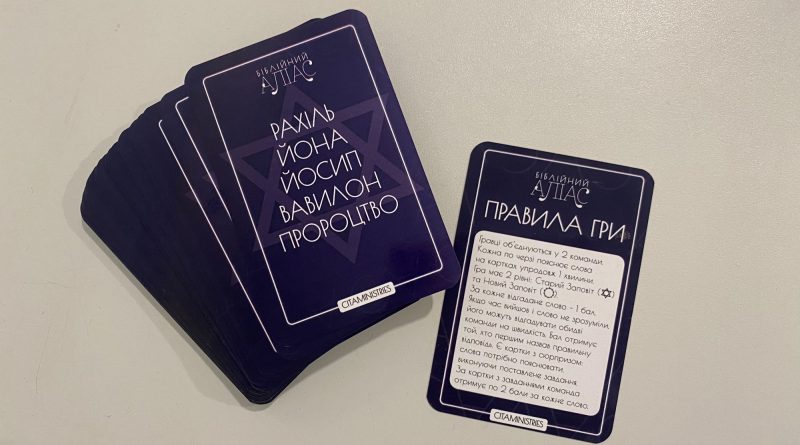 БІБЛІЙНИЙ
АЛІАС
РАХІЛЬ
ЙОНА
ЙОСИП
ВАВИЛОН
ПРОРОЦТВО
CITAMINISTRIES
БІБЛІЙНИЙ
АЛІАС
ПРАВИЛА ГРИ
Гравці об'єднуються у 2 команди.
Кожна по черзі пояснює слова
на картках упродовж 1 хвилини.
Гра має 2 рівні: Старий Заповіт (✡)
та Новий Заповіт ( ).
За кожне відгадане слово - 1 бал.
Якщо час вийшов і слово не зрозуміли,
його можуть відгадувати обидві
команди на швидкість. Бал отримує
той, хто першим назвав правильну
відповідь. Є картки з сюрпризом:
слова потрібно пояснювати,
виконуючи поставлене завдання.
За картки з завданнями команда
отримує по 2 бали за кожне слово.
CITAMINISTRIES